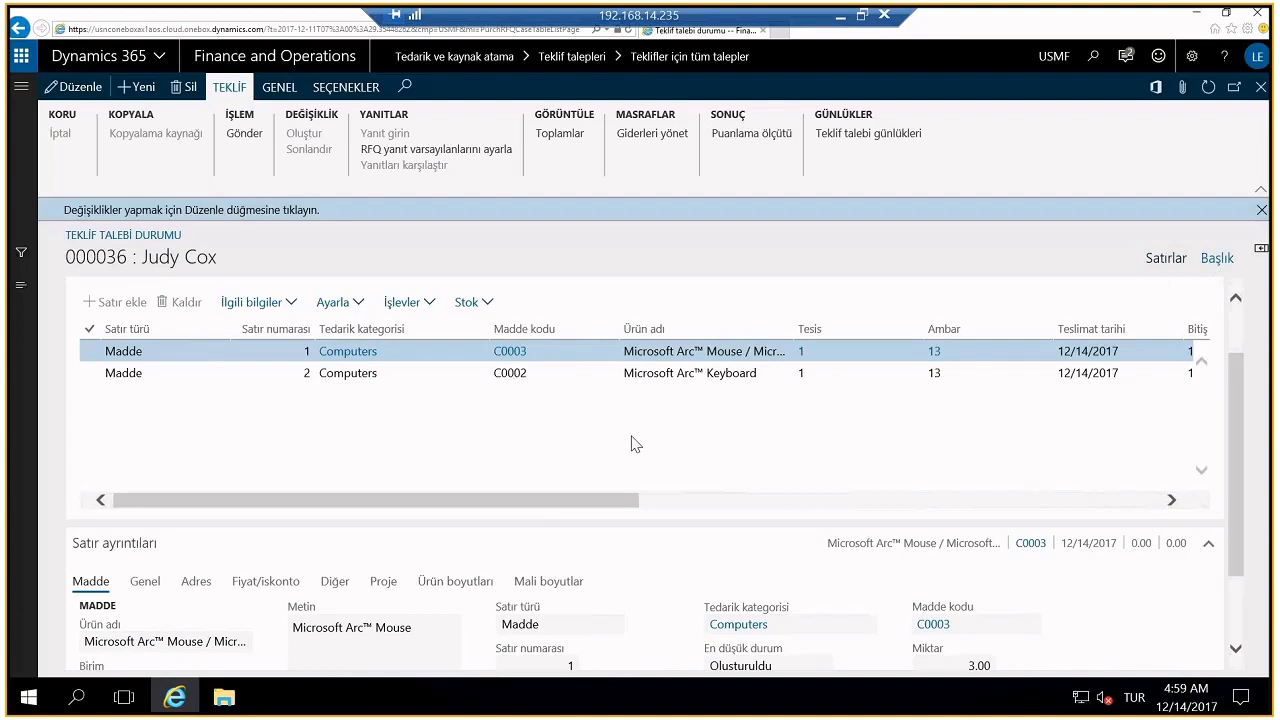 192.168.14.235
https://usnconeboxax1aos.cloud.onebox.dynamics.com/?t=2017-12-11T07%3A00%3A29.3544826Z&cmp=USMF&mi=PurchRFQCaseTableListPage
Teklif talebi durumu -- Fina...
Dynamics 365
Finance and Operations
Tedarik ve kaynak atama > Teklif talepleri > Teklifler için tüm talepler
USMF
2
?
LE
Düzenle
Yeni
Sil
TEKLİF
GENEL
SEÇENEKLER
KORU
KOPYALA
İŞLEM
DEĞİŞİKLİK
YANITLAR
GÖRÜNTÜLE
MASRAFLAR
SONUÇ
GÜNLÜKLER
İptal
Kopyalama kaynağı
Gönder
Oluştur
Yanıt girin
Toplamlar
Giderleri yönet
Puanlama ölçütü
Teklif talebi günlükleri
Sonlandır
RFQ yanıt varsayılanlarını ayarla
Yanıtları karşılaştır
Değişiklikler yapmak için Düzenle düğmesine tıklayın.
TEKLİF TALEBİ DURUMU
000036 : Judy Cox
Satırlar
Başlık
Satır ekle
Kaldır
İlgili bilgiler
Ayarla
İşlevler
Stok
Satır türü Satır numarası Tedarik kategorisi Madde kodu Ürün adı Tesis Ambar Teslimat tarihi Bitiş
Madde 1 Computers C0003 Microsoft Arc™ Mouse / Micr... 1 13 12/14/2017 1
Madde 2 Computers C0002 Microsoft Arc™ Keyboard 1 13 12/14/2017 1
Satır ayrıntıları
Microsoft Arc™ Mouse / Microsoft... | C0003 | 12/14/2017 | 0.00 | 0.00
Madde Genel Adres Fiyat/iskonto Diğer Proje Ürün boyutları Mali boyutlar
MADDE
Metin
Satır türü
Tedarik kategorisi
Madde kodu
Ürün adı
Microsoft Arc™ Mouse
Madde
Computers
C0003
Microsoft Arc™ Mouse / Micr...
Satır numarası
En düşük durum
Miktar
Birim
1
Oluşturuldu
3.00
TUR
4:59 AM
12/14/2017